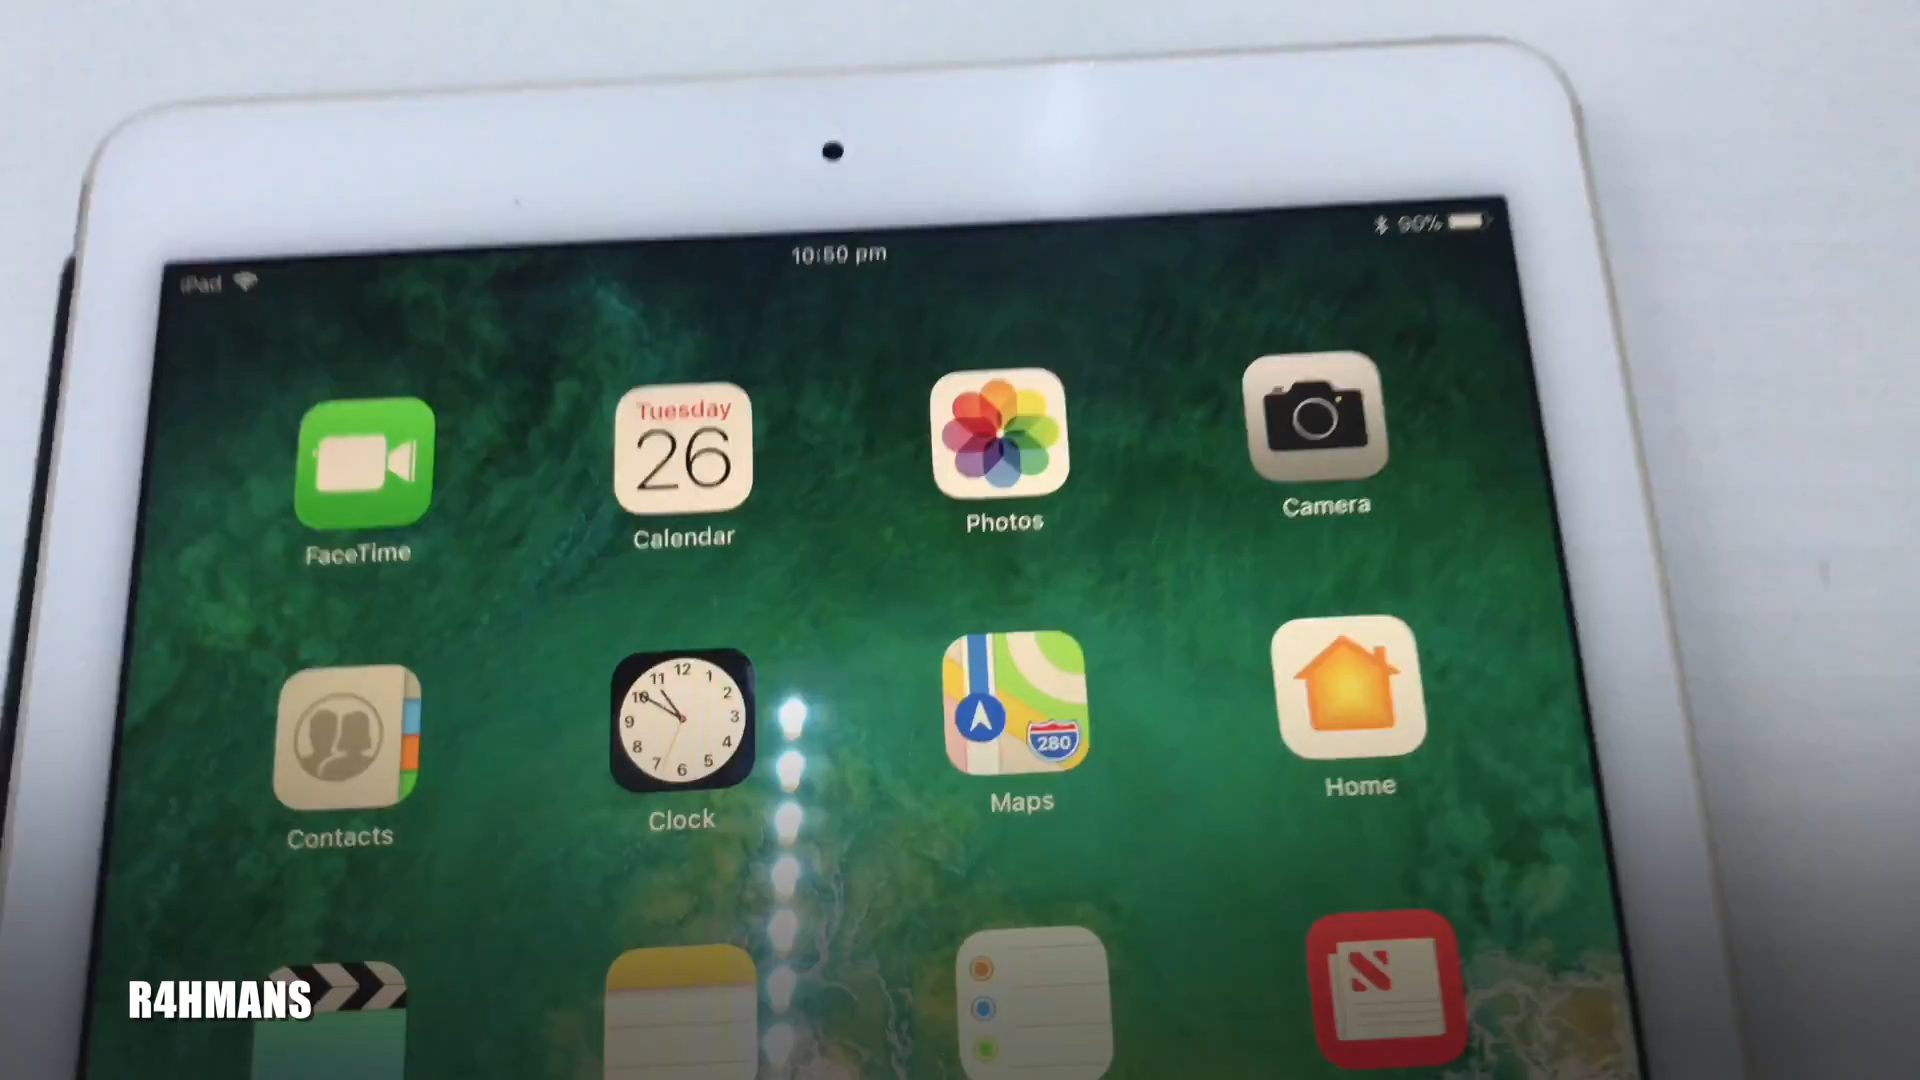 iPad
10:50 pm
90%
Tuesday
26
FaceTime
Calendar
Photos
Camera
12
11
1
10
2
9
3
8
4
7
6
5
280
Contacts
Clock
Maps
Home
R4HMANS